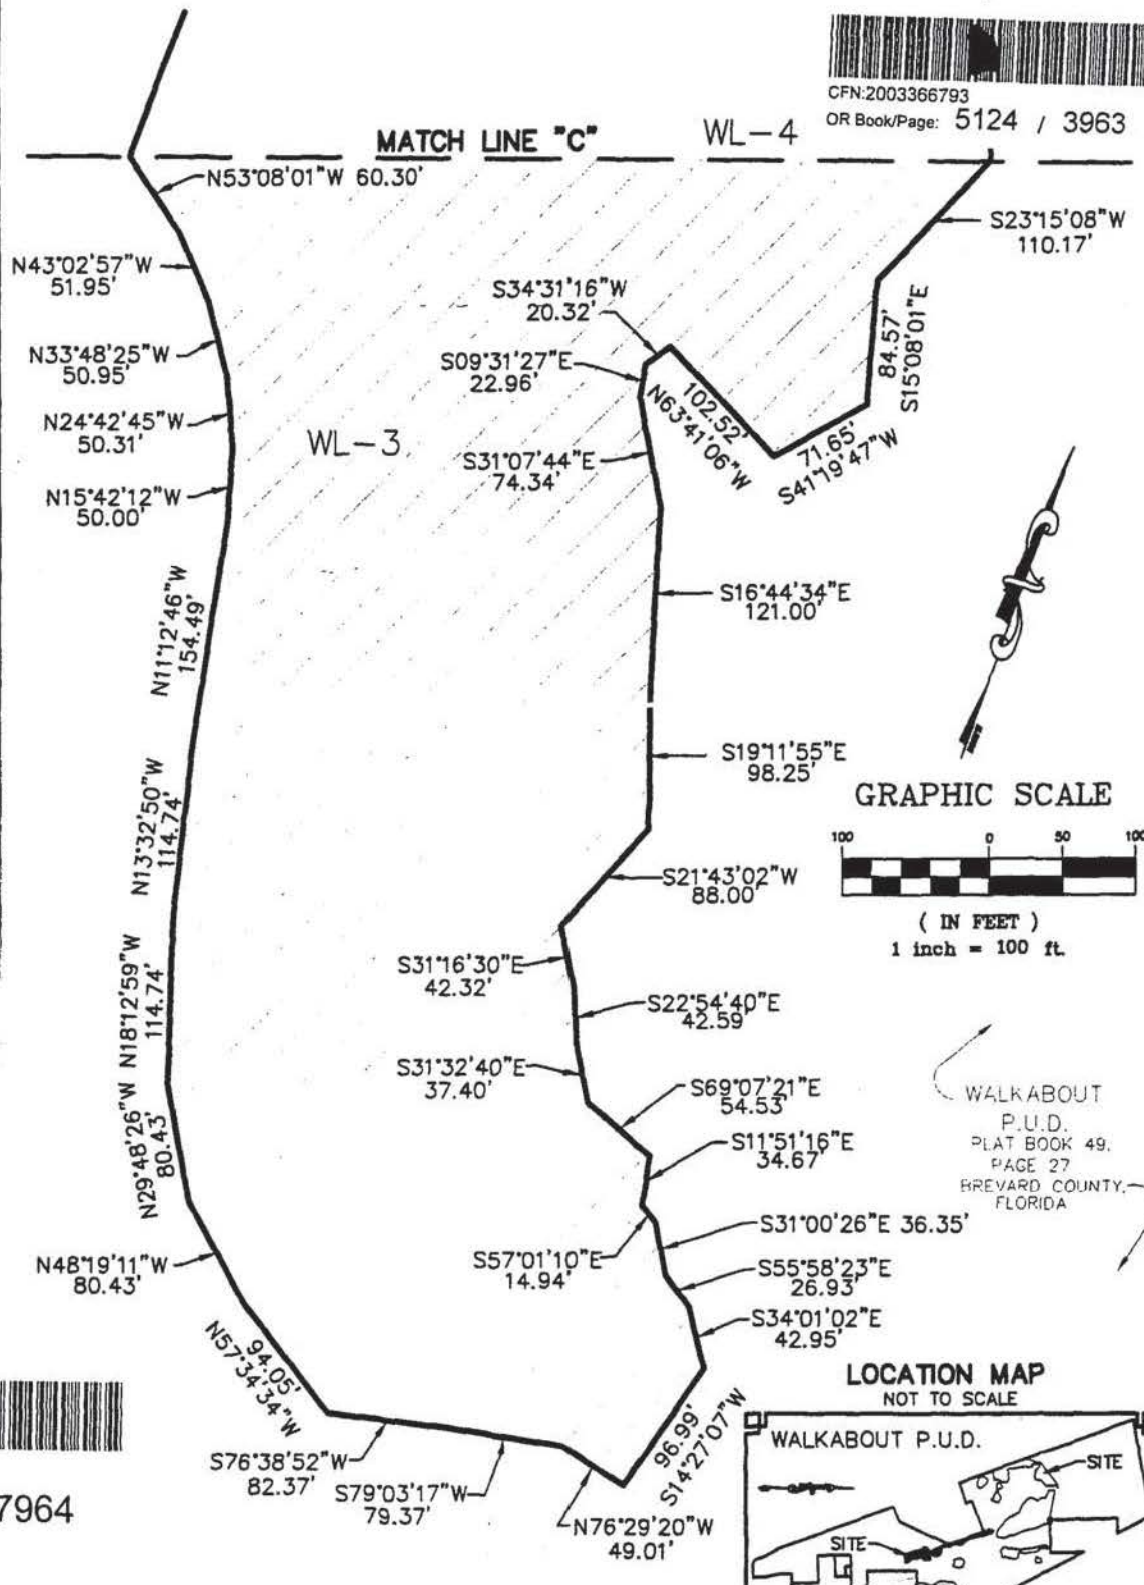 CFN:2003366793
OR Book/Page: 5124 / 3963
MATCH LINE "C"
WL-4
N53°08'01"W 60.30'
S23°15'08"W
110.17'
N43°02'57"W
51.95'
S34°31'16"W
20.32'
N33°48'25"W
50.95'
S09°31'27"E
22.96'
84.57'
S15°08'01"E
102.52'
N63°41'06"W
N24°42'45"W
50.31'
WL-3
71.65'
S41°19'47"W
S31°07'44"E
74.34'
N15°42'12"W
50.00'
S16°44'34"E
121.00'
N11°12'46"W
154.49'
S19°11'55"E
98.25'
GRAPHIC SCALE
100 0 50 100
( IN FEET )
1 inch = 100 ft.
N13°32'50"W
114.74'
S21°43'02"W
88.00'
S31°16'30"E
42.32'
N18°12'59"W
114.74'
S22°54'40"E
42.59'
S31°32'40"E
37.40'
S69°07'21"E
54.53'
WALKABOUT
P.U.D.
PLAT BOOK 49,
PAGE 27
BREVARD COUNTY,
FLORIDA
S11°51'16"E
34.67'
N29°48'26"W
80.43'
S31°00'26"E 36.35'
S57°01'10"E
14.94'
N48°19'11"W
80.43'
S55°58'23"E
26.93'
S34°01'02"E
42.95'
94.05'
N57°34'34"W
96.99'
S14°27'07"W
S76°38'52"W
82.37'
S79°03'17"W
79.37'
N76°29'20"W
49.01'
7964
LOCATION MAP
NOT TO SCALE
WALKABOUT P.U.D.
SITE
SITE